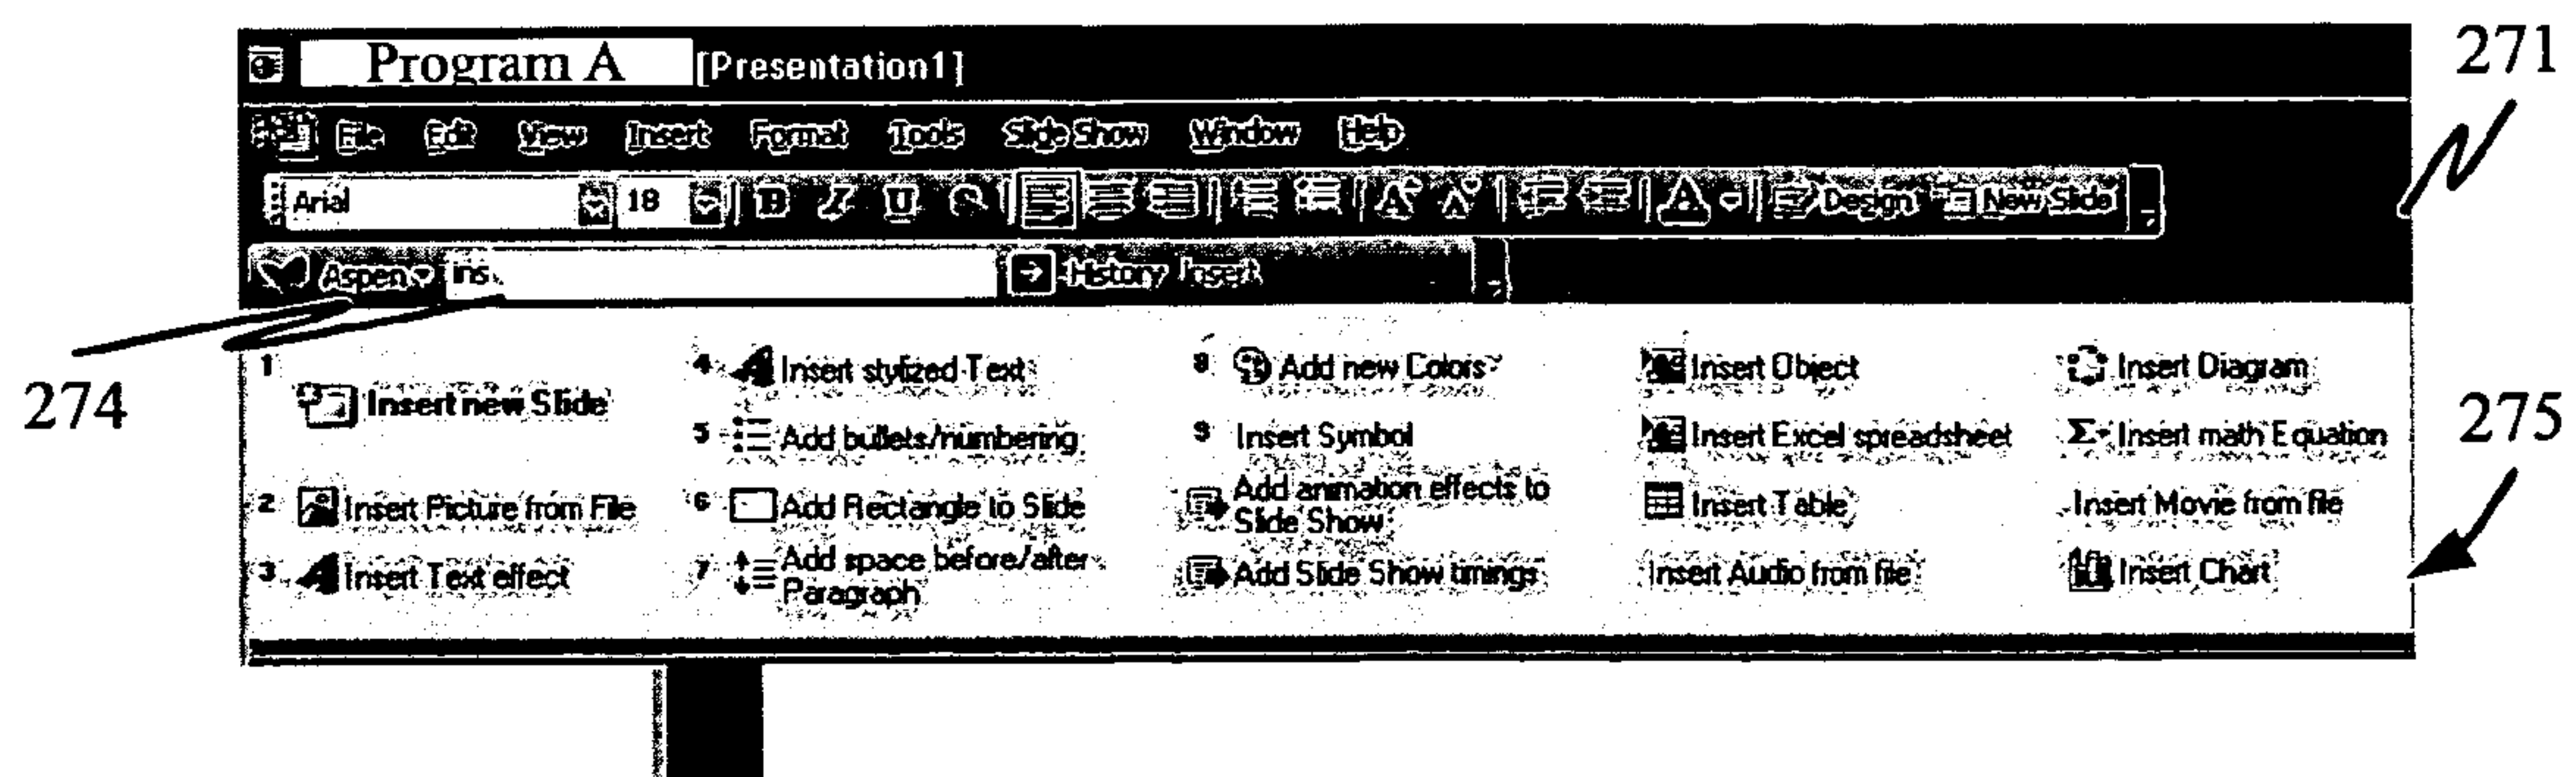 Program A [Presentation1]
271
File Edit View Insert Format Tools Slide Show Window Help
Arial 18 B I U S A A A Design New Slide
Aspen ins History Insert
274
275
1 Insert new Slide
2 Insert Picture from File
3 Insert Text effect
4 Insert stylized Text
5 Add bullets/numbering
6 Add Rectangle to Slide
7 Add space before/after
Paragraph
8 Add new Colors
9 Insert Symbol
Add animation effects to
Slide Show
Add Slide Show timings
Insert Object
Insert Excel spreadsheet
Insert Table
Insert Audio from file
Insert Diagram
Σ Insert math Equation
Insert Movie from file
Insert Chart